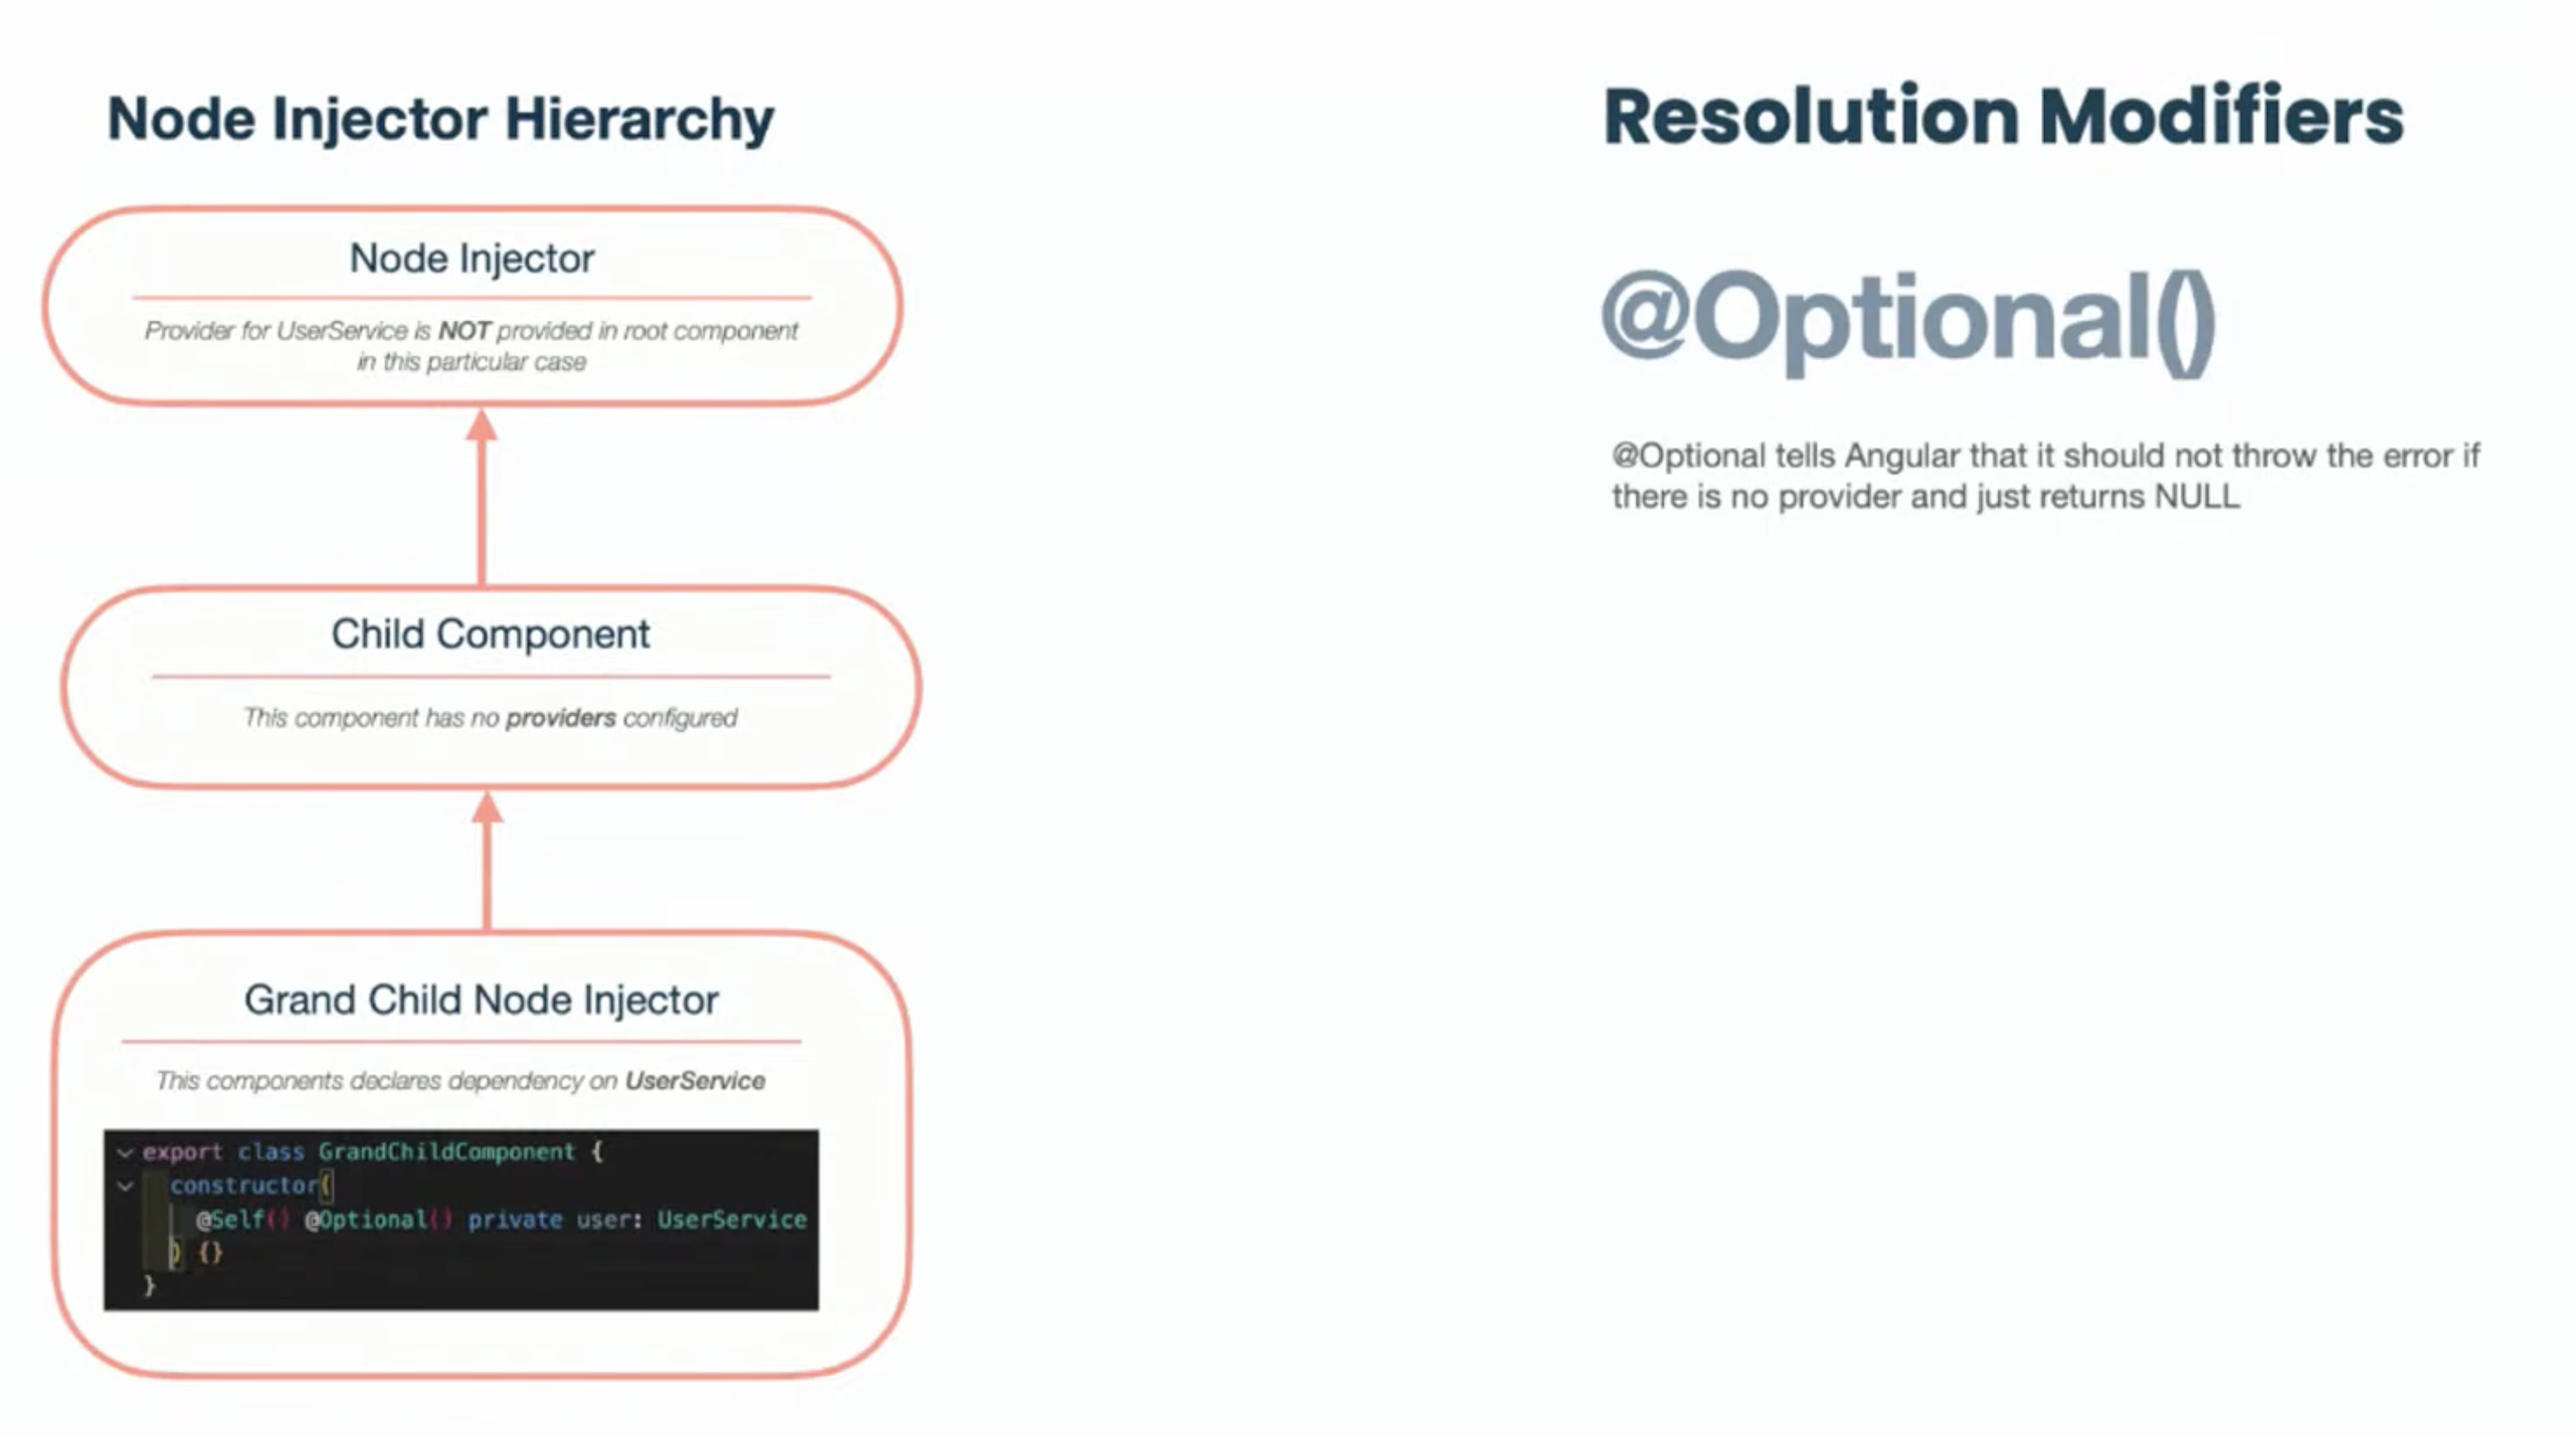 Node Injector Hierarchy
Node Injector
Provider for UserService is NOT provided in root component
in this particular case
Child Component
This component has no providers configured
Grand Child Node Injector
This components declares dependency on UserService
export class GrandChildComponent {
constructor(
@Self() @Optional() private user: UserService
) {}
}
Resolution Modifiers
@Optional()
@Optional tells Angular that it should not throw the error if
there is no provider and just returns NULL